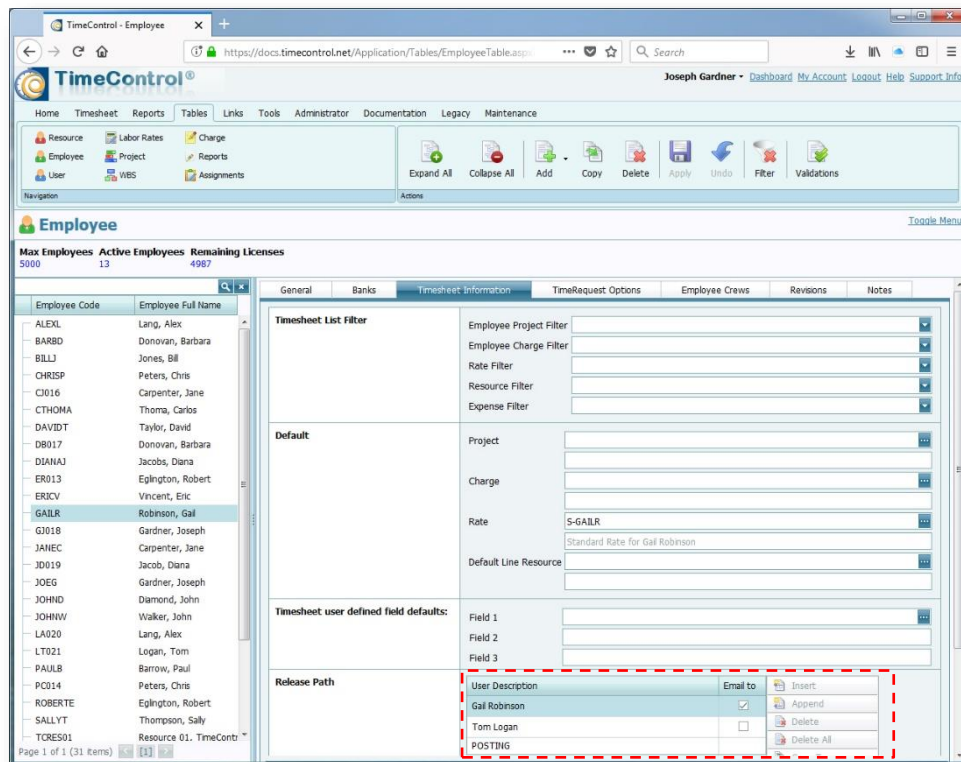 TimeControl - Employee
https://docs.timecontrol.net/Application/Tables/EmployeeTable.asp
Search
TimeControl®
Joseph Gardner • Dashboard My Account Logout Help Support Info
Home Timesheet Reports Tables Links Tools Administrator Documentation Legacy Maintenance
Resource Labor Rates Charge
Employee Project Reports
User WBS Assignments
Expand All Collapse All Add Copy Delete Apply Undo Filter Validations
Navigation Actions
Employee
Toggle Menu
Max Employees Active Employees Remaining Licenses
5000 13 4987
General Banks Timesheet Information TimeRequest Options Employee Crews Revisions Notes
Employee Code Employee Full Name
ALEXL Lang, Alex
BARBD Donovan, Barbara
BILLJ Jones, Bill
CHRISP Peters, Chris
CJ016 Carpenter, Jane
CTHOMA Thoma, Carlos
DAVIDT Taylor, David
DB017 Donovan, Barbara
DIANAJ Jacobs, Diana
ER013 Eglington, Robert
ERICV Vincent, Eric
GAILR Robinson, Gail
GJ018 Gardner, Joseph
JANEC Carpenter, Jane
JD019 Jacob, Diana
JOEG Gardner, Joseph
JOHND Diamond, John
JOHNW Walker, John
LA020 Lang, Alex
LT021 Logan, Tom
PAULB Barrow, Paul
PC014 Peters, Chris
ROBERTE Eglington, Robert
SALLYT Thompson, Sally
TCRES01 Resource 01. TimeContr
Page 1 of 1 (31 items) [1]
Timesheet List Filter
Employee Project Filter
Employee Charge Filter
Rate Filter
Resource Filter
Expense Filter
Default
Project
Charge
Rate S-GAILR
Standard Rate for Gail Robinson
Default Line Resource
Timesheet user defined field defaults:
Field 1
Field 2
Field 3
Release Path
User Description Email to Insert
Gail Robinson Append
Tom Logan Delete
POSTING Delete All